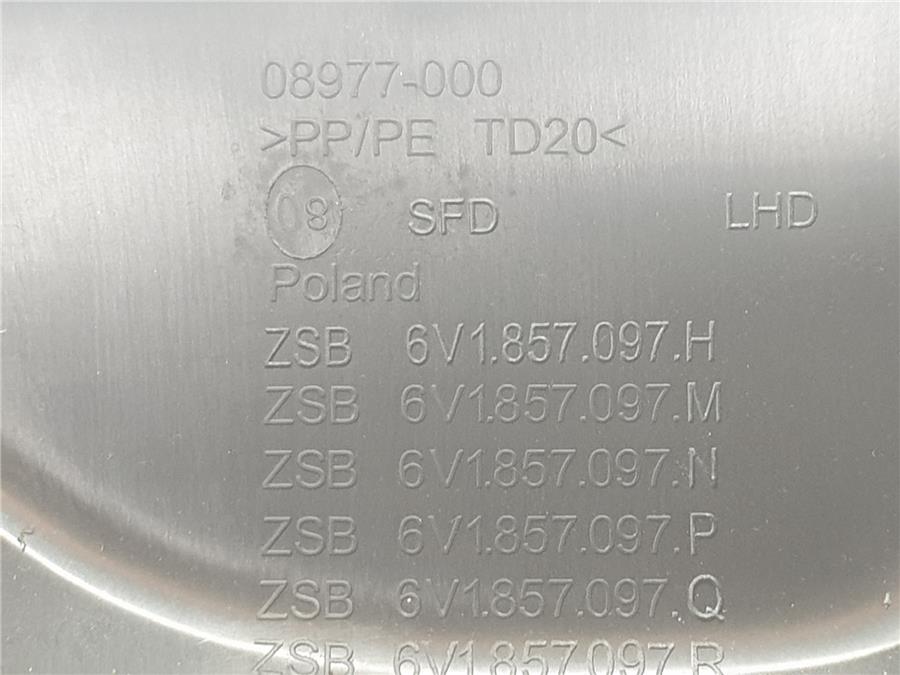 08977-000
>PP/PE TD20<
08 SFD LHD
Poland
ZSB 6V1.857.097.H
ZSB 6V1.857.097.M
ZSB 6V1.857.097.N
ZSB 6V1.857.097.P
ZSB 6V1.857.097.Q
ZSB 6V1.857.097.R